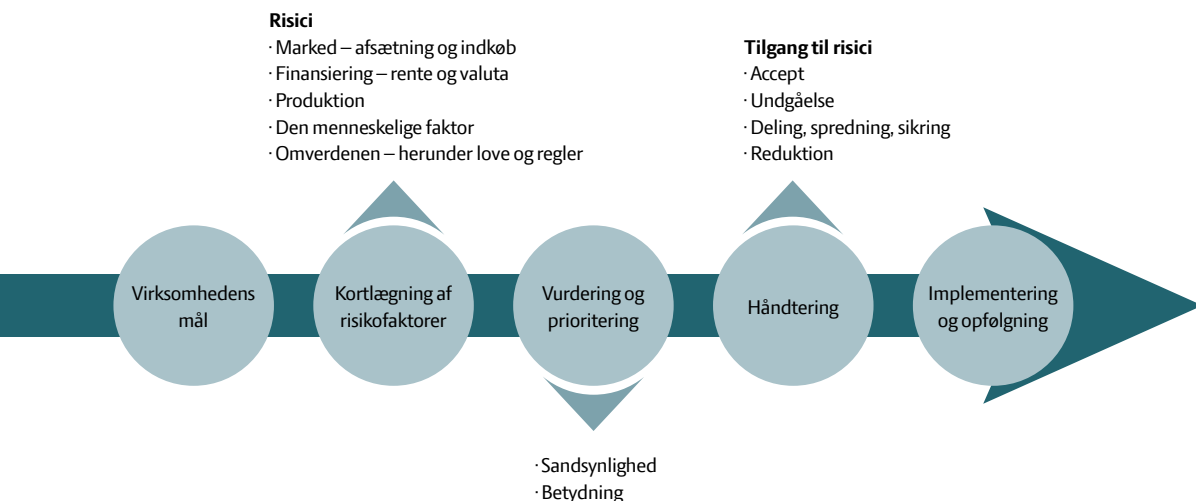 Risici
· Marked – afsætning og indkøb
· Finansiering – rente og valuta
· Produktion
· Den menneskelige faktor
· Omverdenen – herunder love og regler
Tilgang til risici
· Accept
· Undgåelse
· Deling, spredning, sikring
· Reduktion
Virksomhedens
mål
Kortlægning af
risikofaktorer
Vurdering og
prioritering
Håndtering
Implementering
og opfølgning
· Sandsynlighed
· Betydning